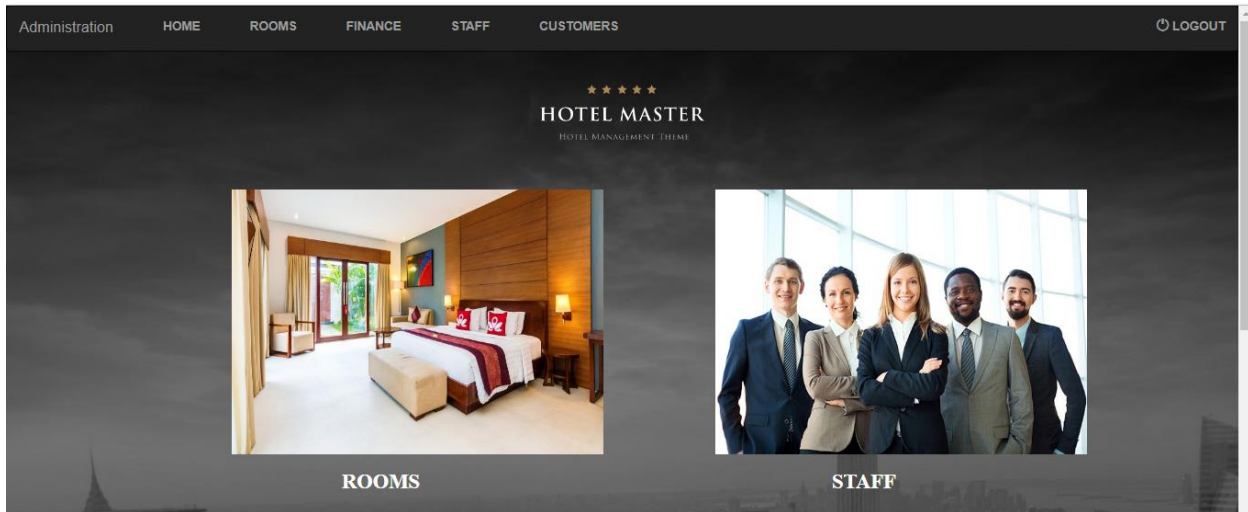 Administration HOME ROOMS FINANCE STAFF CUSTOMERS LOGOUT
HOTEL MASTER
HOTEL MANAGEMENT THEME
ROOMS STAFF